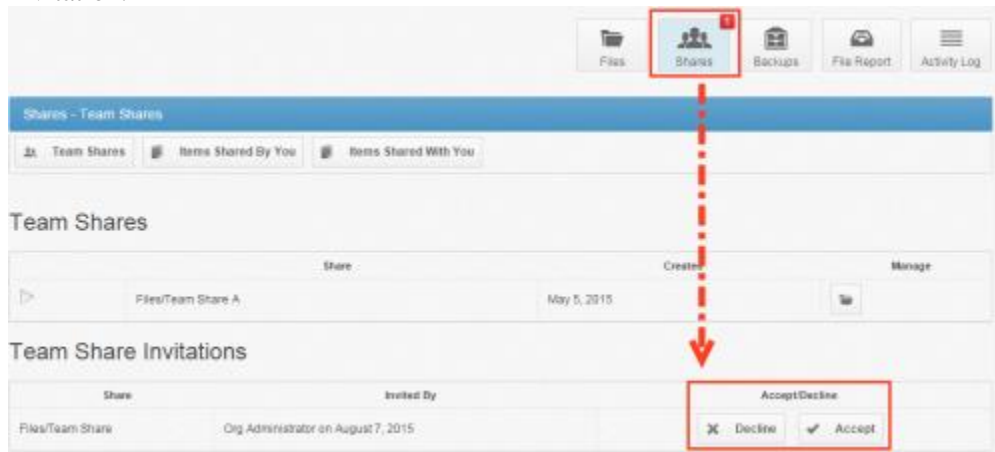 1
Files Shares Backups File Report Activity Log
Shares - Team Shares
Team Shares Items Shared By You Items Shared With You
Team Shares
Share Created Manage
Files/Team Share A May 5, 2015
Team Share Invitations
Share Invited By Accept/Decline
Files/Team Share Org Administrator on August 7, 2015 Decline Accept